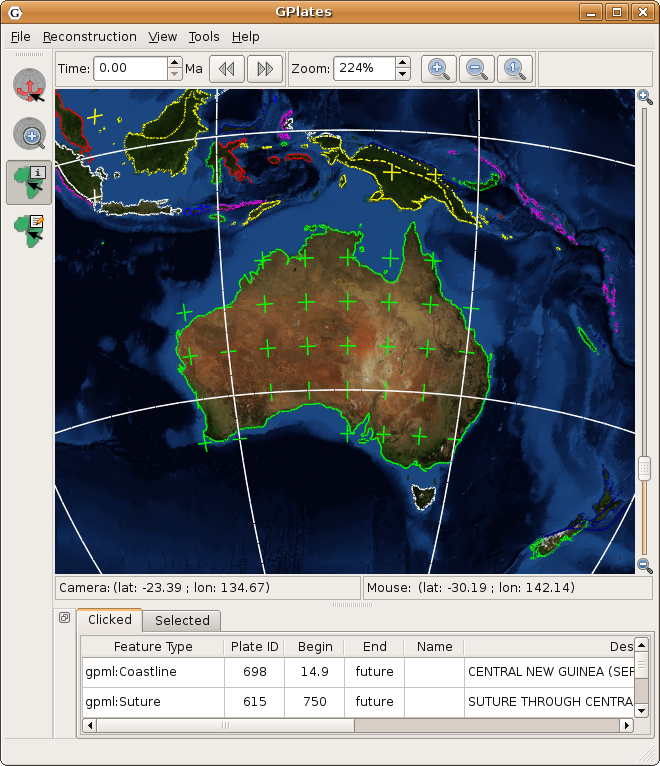 GPlates
File Reconstruction View Tools Help
Time: 0.00 Ma Zoom: 224% 1
i
Camera: (lat: -23.39 ; lon: 134.67) Mouse: (lat: -30.19 ; lon: 142.14)
Clicked Selected
Feature Type Plate ID Begin End Name Des
gpml:Coastline 698 14.9 future CENTRAL NEW GUINEA (SEP
gpml:Suture 615 750 future SUTURE THROUGH CENTRA